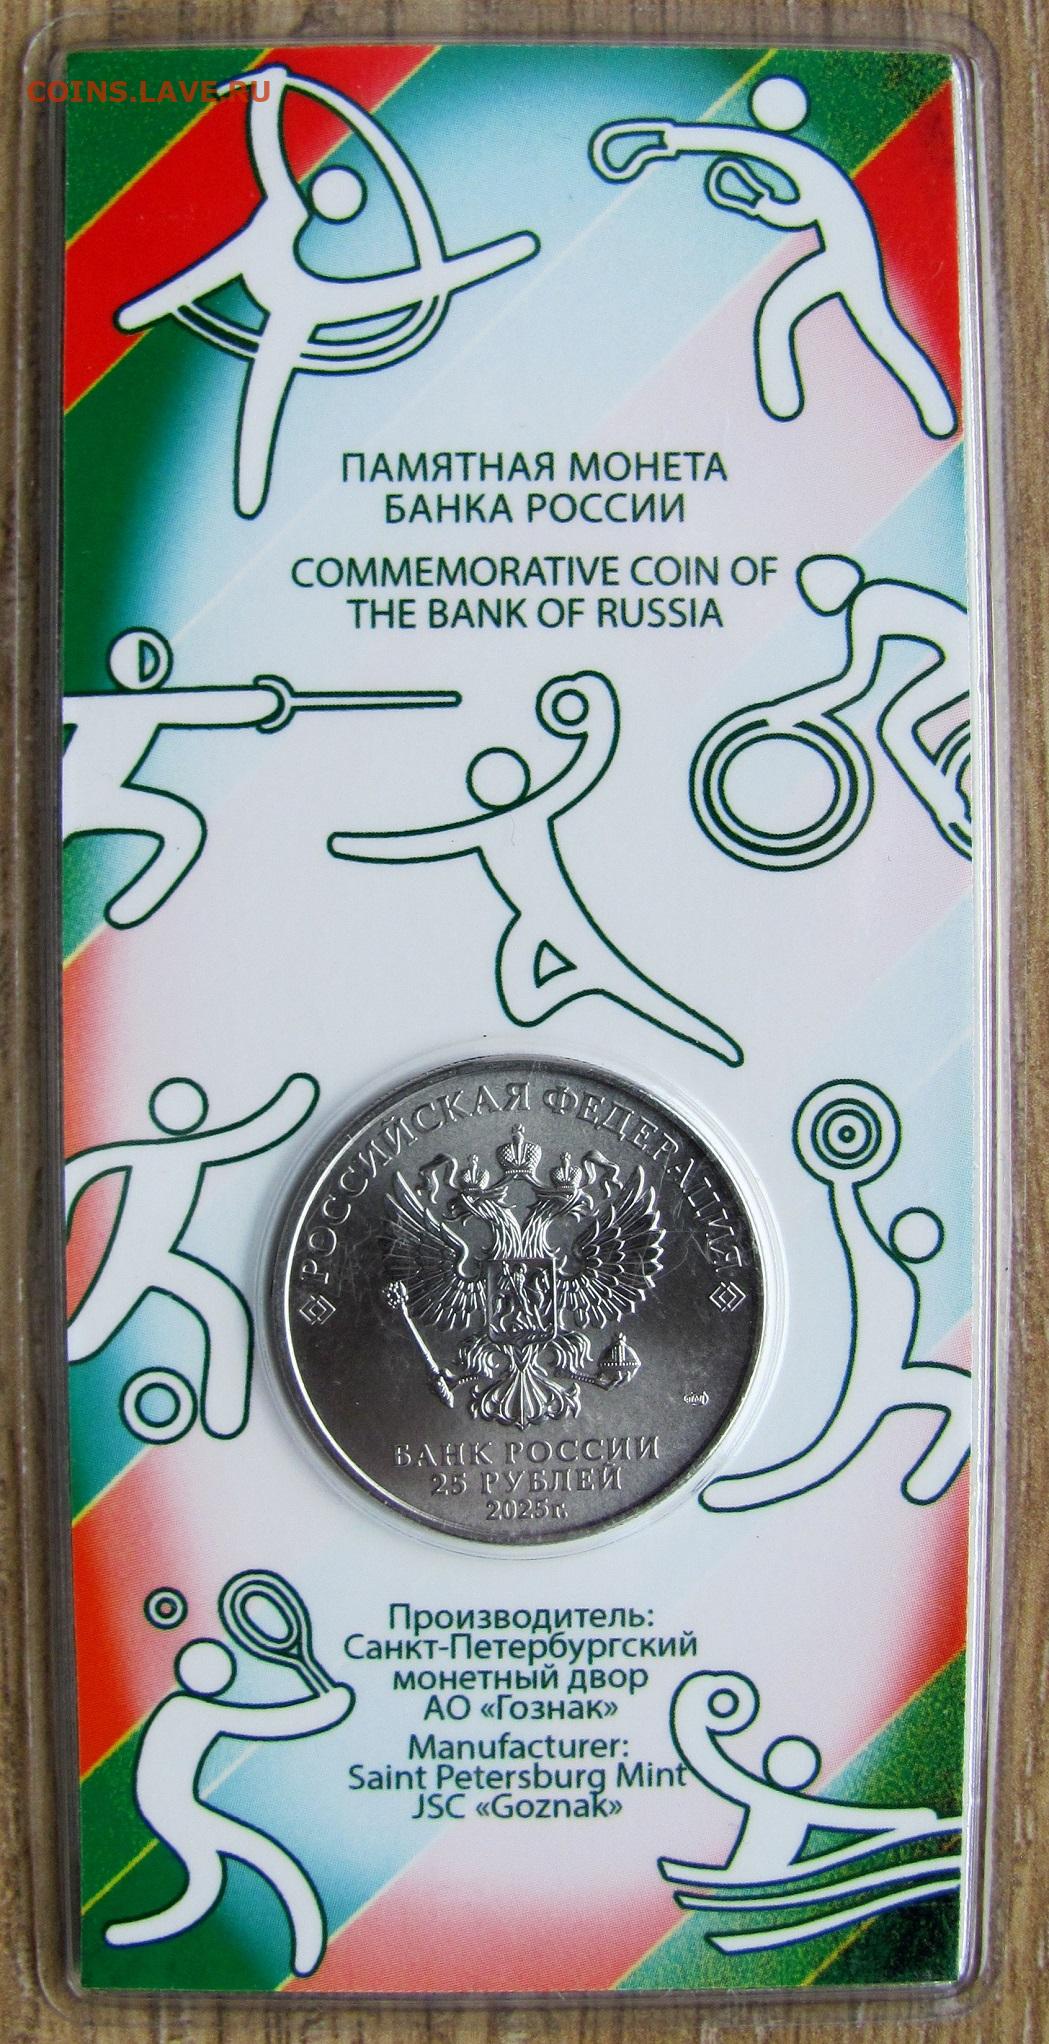 COINS.LAVE.RU
ПАМЯТНАЯ МОНЕТА
БАНКА РОССИИ
COMMEMORATIVE COIN OF
THE BANK OF RUSSIA
РОССИЙСКАЯ ФЕДЕРАЦИЯ
БАНК РОССИИ
25 РУБЛЕЙ
2025 г.
Производитель:
Санкт-Петербургский
монетный двор
АО «Гознак»
Manufacturer:
Saint Petersburg Mint
JSC «Goznak»